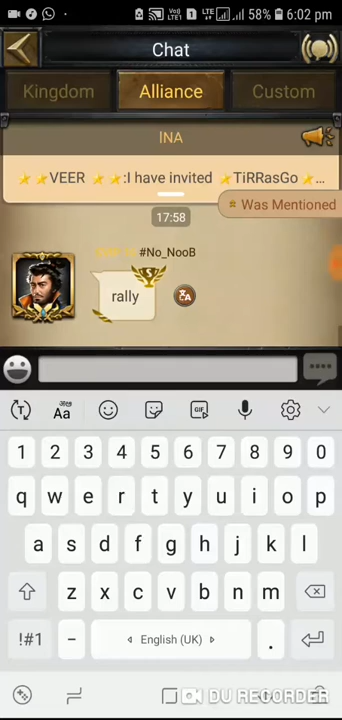 58% 6:02 pm
Chat
Kingdom Alliance Custom
INA
VEER :I have invited TiRRasGo ...
Was Mentioned
17:58
#No_NooB
rally
1 2 3 4 5 6 7 8 9 0
q w e r t y u i o p
a s d f g h j k l
z x c v b n m
!#1 English (UK) .
DU RECORDER